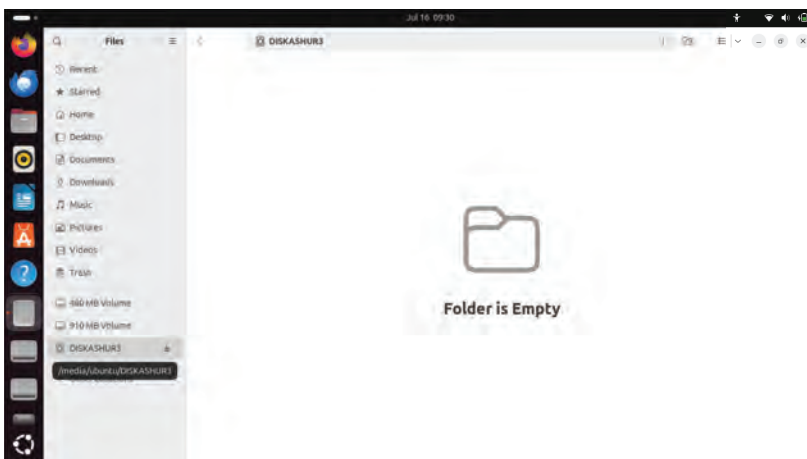 Jul 16 09:30
Files
DISKASHUR3
Recent
Starred
Home
Desktop
Documents
Downloads
Music
Pictures
Videos
Trash
480 MB Volume
910 MB Volume
DISKASHUR3
/media/ubuntu/DISKASHUR3
Folder is Empty